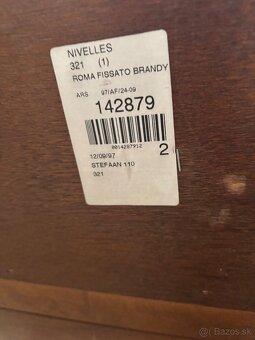 NIVELLES
321 (1)
ROMA FISSATO BRANDY
ARS 97/AF/24-09
142879
0014287912
12/09/97 2
STEFAAN 110
321
Bazos.sk